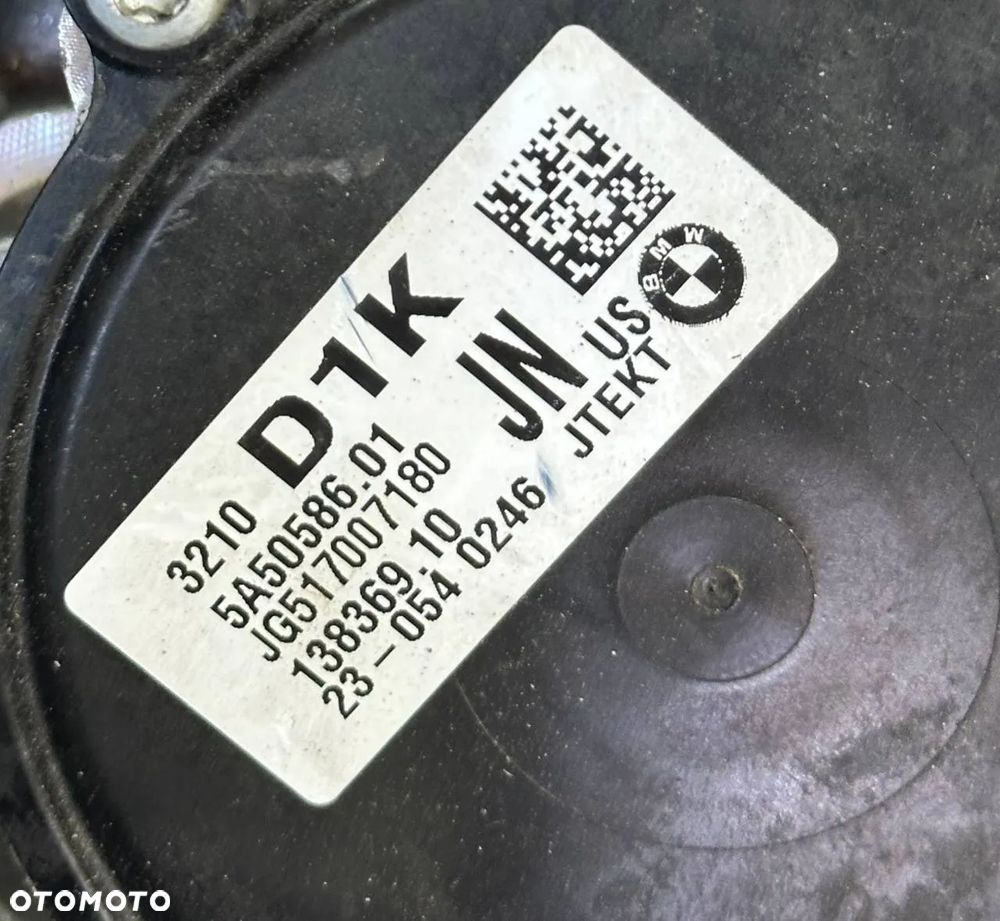 3210
D1K
5A50586.01
JG517007180
138369.10
23-054 0246
JN
US
JTEKT
BMW
OTOMOTO